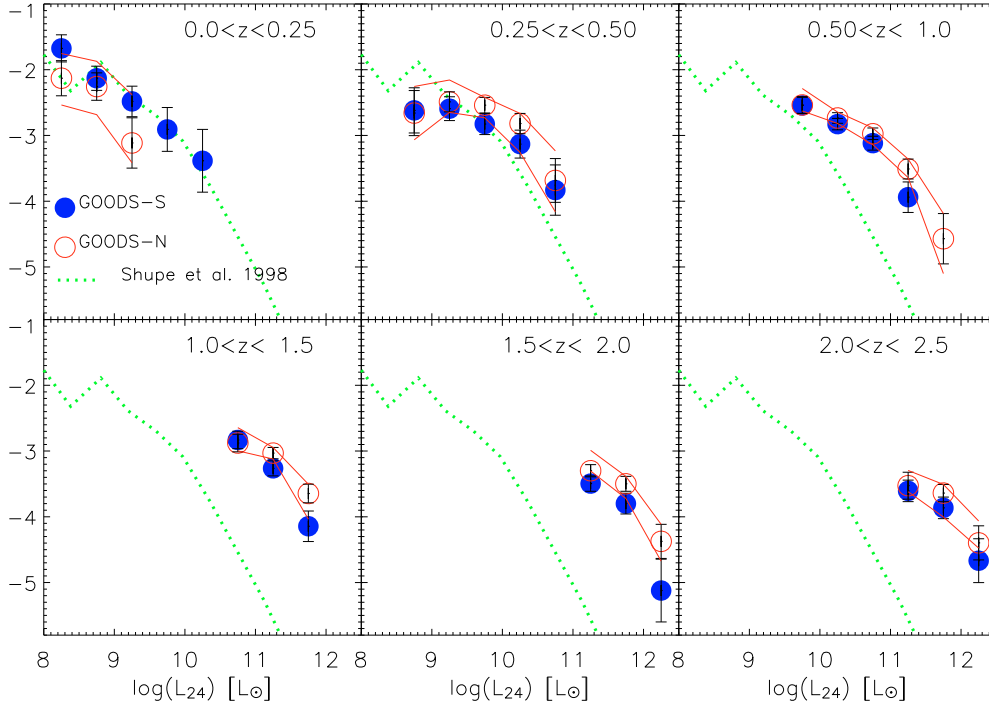 −1
−2
−3
−4
−5
0.0<z<0.25
0.25<z<0.50
0.50<z< 1.0
GOODS−S
GOODS−N
Shupe et al. 1998
−1
−2
−3
−4
−5
1.0<z< 1.5
1.5<z< 2.0
2.0<z< 2.5
8 9 10 11 12
9 10 11 12
9 10 11 12
log(L₂₄) [L⊙]
log(L₂₄) [L⊙]
log(L₂₄) [L⊙]